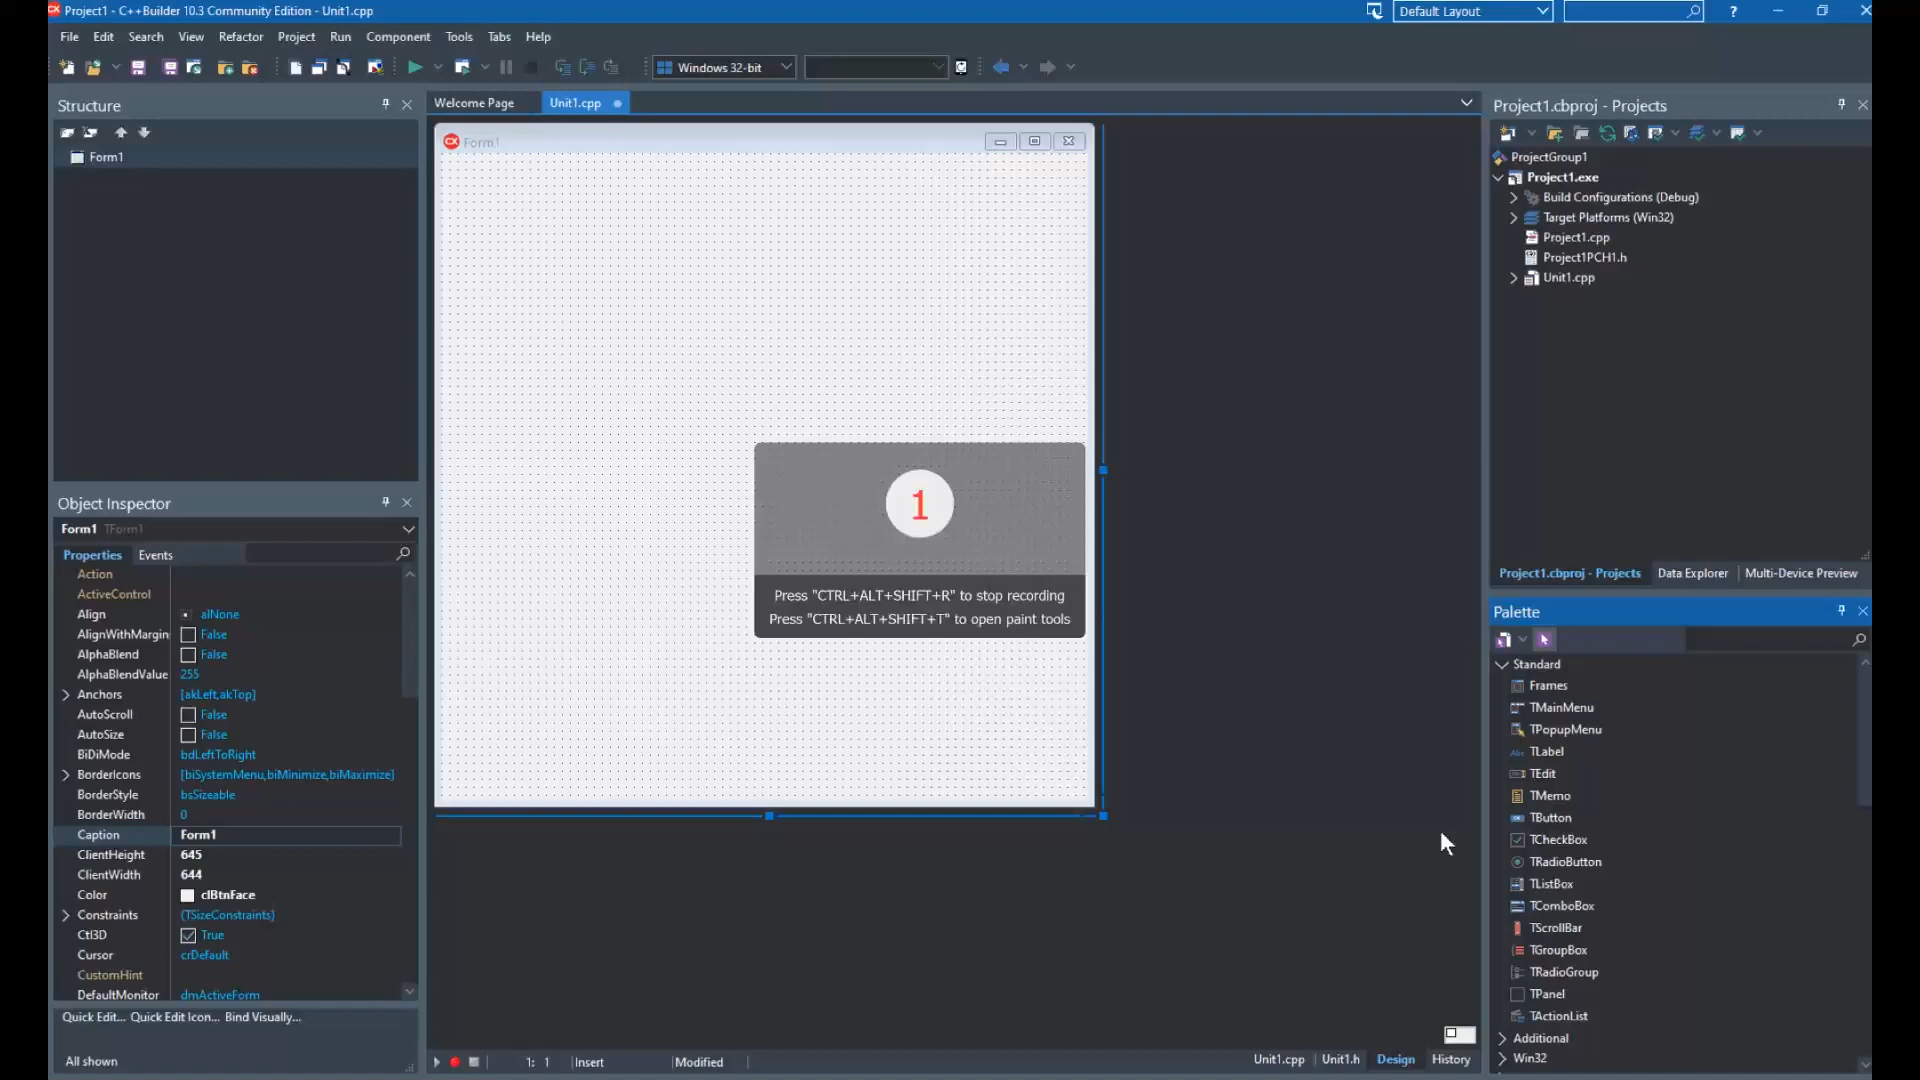 Project1 - C++Builder 10.3 Community Edition - Unit1.cpp
Default Layout
?
File Edit Search View Refactor Project Run Component Tools Tabs Help
Windows 32-bit
Structure
Form1
Object Inspector
Form1 TForm1
Properties Events
Action
ActiveControl
Align alNone
AlignWithMargin False
AlphaBlend False
AlphaBlendValue 255
Anchors [akLeft,akTop]
AutoScroll False
AutoSize False
BiDiMode bdLeftToRight
BorderIcons [biSystemMenu,biMinimize,biMaximize]
BorderStyle bsSizeable
BorderWidth 0
Caption Form1
ClientHeight 645
ClientWidth 644
Color clBtnFace
Constraints (TSizeConstraints)
Ctl3D True
Cursor crDefault
CustomHint
DefaultMonitor dmActiveForm
Quick Edit... Quick Edit Icon... Bind Visually...
All shown
Welcome Page Unit1.cpp
Form1
1
Press "CTRL+ALT+SHIFT+R" to stop recording
Press "CTRL+ALT+SHIFT+T" to open paint tools
1: 1 Insert Modified
Unit1.cpp Unit1.h Design History
Project1.cbproj - Projects
ProjectGroup1
Project1.exe
Build Configurations (Debug)
Target Platforms (Win32)
Project1.cpp
Project1PCH1.h
Unit1.cpp
Project1.cbproj - Projects Data Explorer Multi-Device Preview
Palette
Standard
Frames
TMainMenu
TPopupMenu
TLabel
TEdit
TMemo
TButton
TCheckBox
TRadioButton
TListBox
TComboBox
TScrollBar
TGroupBox
TRadioGroup
TPanel
TActionList
Additional
Win32